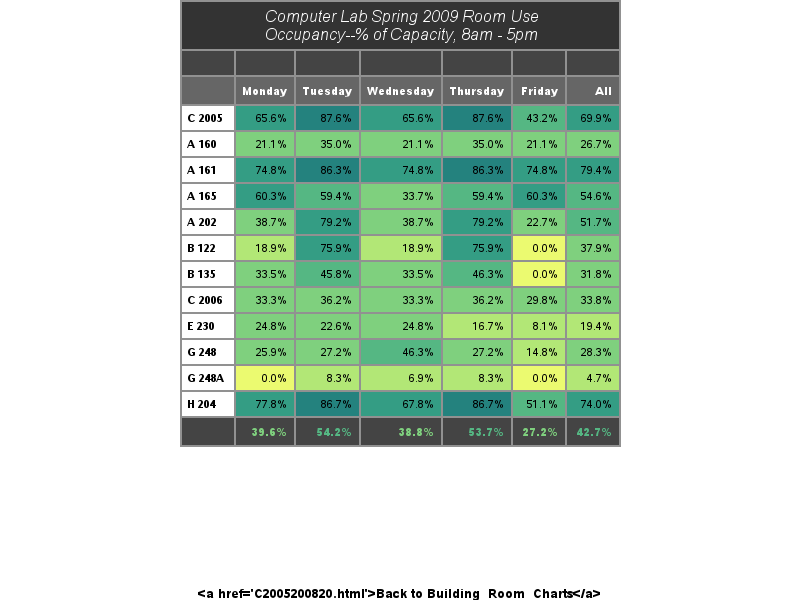 Computer Lab Spring 2009 Room Use
Occupancy--% of Capacity, 8am - 5pm
Monday Tuesday Wednesday Thursday Friday All
C 2005 65.6% 87.6% 65.6% 87.6% 43.2% 69.9%
A 160 21.1% 35.0% 21.1% 35.0% 21.1% 26.7%
A 161 74.8% 86.3% 74.8% 86.3% 74.8% 79.4%
A 165 60.3% 59.4% 33.7% 59.4% 60.3% 54.6%
A 202 38.7% 79.2% 38.7% 79.2% 22.7% 51.7%
B 122 18.9% 75.9% 18.9% 75.9% 0.0% 37.9%
B 135 33.5% 45.8% 33.5% 46.3% 0.0% 31.8%
C 2006 33.3% 36.2% 33.3% 36.2% 29.8% 33.8%
E 230 24.8% 22.6% 24.8% 16.7% 8.1% 19.4%
G 248 25.9% 27.2% 46.3% 27.2% 14.8% 28.3%
G 248A 0.0% 8.3% 6.9% 8.3% 0.0% 4.7%
H 204 77.8% 86.7% 67.8% 86.7% 51.1% 74.0%
39.6% 54.2% 38.8% 53.7% 27.2% 42.7%
<a href='C2005200820.html'>Back to Building_Room_Charts</a>